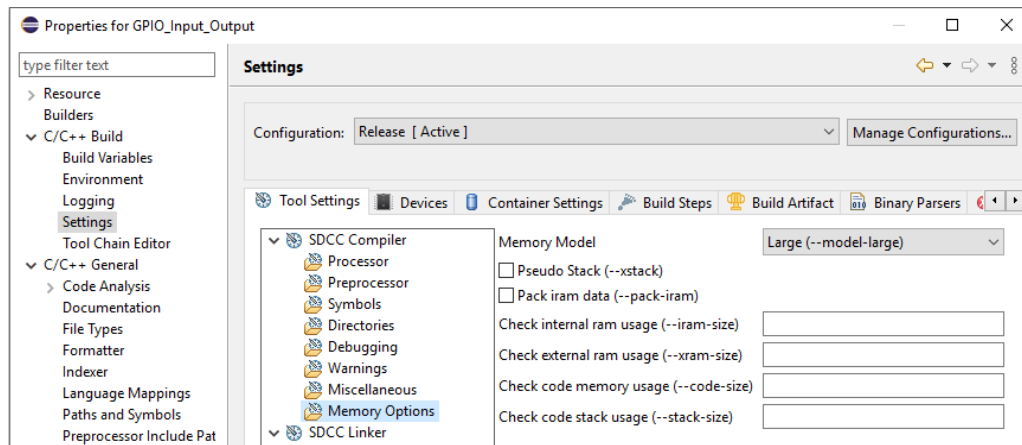 Properties for GPIO_Input_Output
type filter text
Resource
Builders
C/C++ Build
Build Variables
Environment
Logging
Settings
Tool Chain Editor
C/C++ General
Code Analysis
Documentation
File Types
Formatter
Indexer
Language Mappings
Paths and Symbols
Preprocessor Include Pat
Settings
Configuration: Release [ Active ] Manage Configurations...
Tool Settings Devices Container Settings Build Steps Build Artifact Binary Parsers
SDCC Compiler
Processor
Preprocessor
Symbols
Directories
Debugging
Warnings
Miscellaneous
Memory Options
SDCC Linker
Memory Model Large (--model-large)
Pseudo Stack (--xstack)
Pack iram data (--pack-iram)
Check internal ram usage (--iram-size)
Check external ram usage (--xram-size)
Check code memory usage (--code-size)
Check code stack usage (--stack-size)